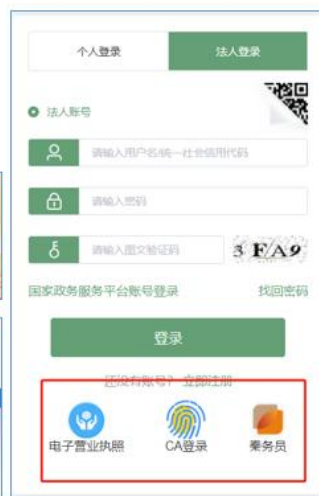 个人登录
法人登录
法人账号
请输入用户名/统一社会信用代码
请输入密码
请输入图文验证码
3 FA9
国家政务服务平台账号登录
找回密码
登录
还没有账号? 立即注册
电子营业执照
CA登录
秦务员